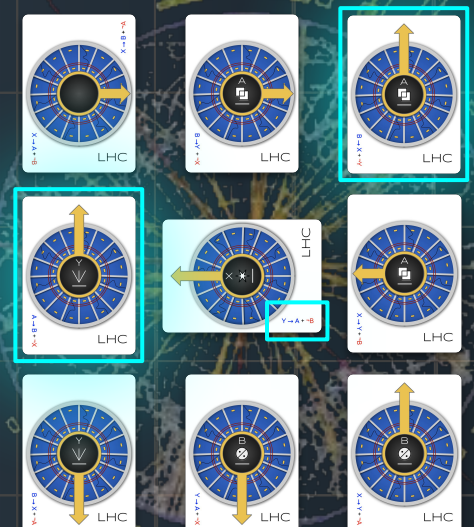 X → B + ¬A
X → A + ¬B
LHC
A
B → Y + ¬X
LHC
A
B → X + ¬Y
LHC
Y
A → B + ¬X
LHC
X
LHC
Y → A + ¬B
A
X → Y + ¬B
LHC
Y
B → X + ¬A
LHC
B
Y → A + ¬X
LHC
B
X → Y + ¬A
LHC